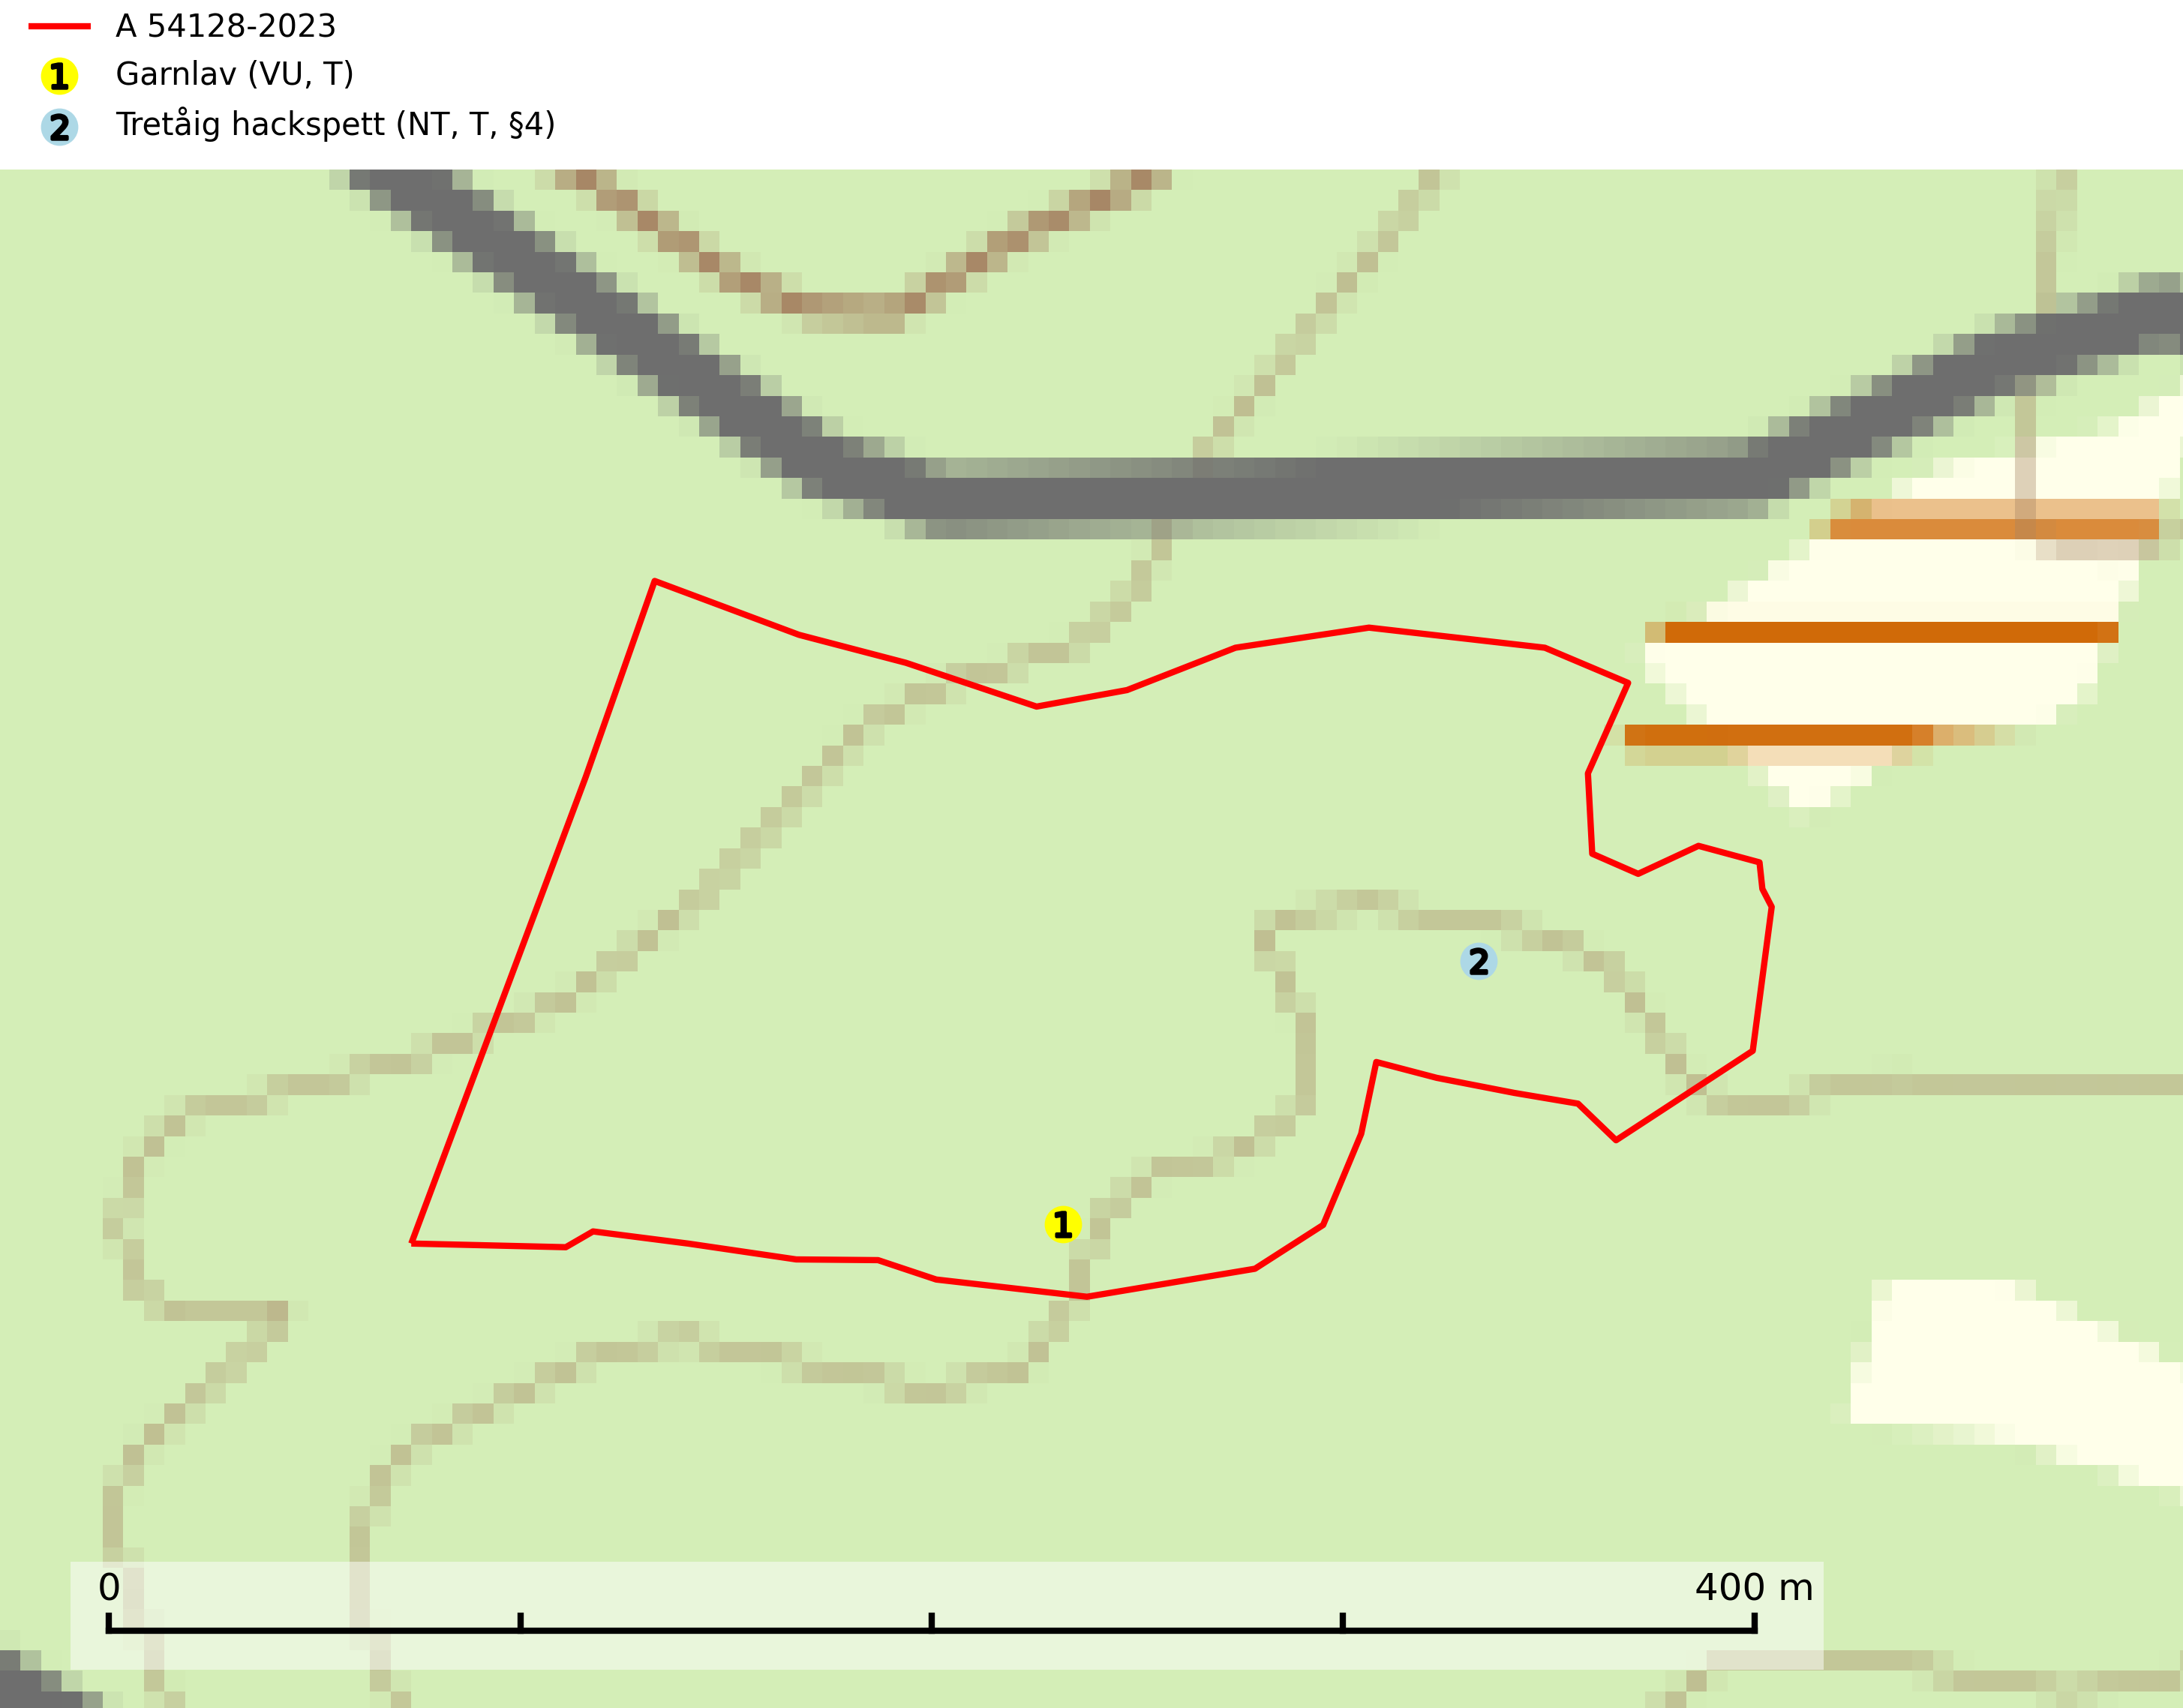 A 54128-2023
1 Garnlav (VU, T)
2 Tretåig hackspett (NT, T, §4)
2
1
0 400 m